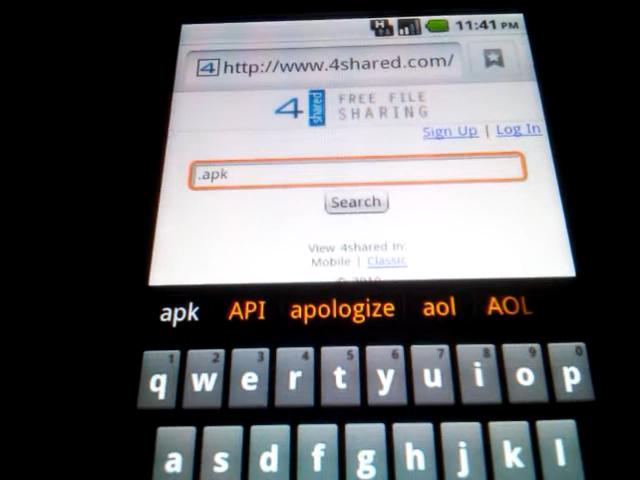 H 11:41 PM
4 http://www.4shared.com/
4 shared FREE FILE
SHARING
Sign Up | Log In
.apk
Search
View 4shared In:
Mobile | Classic
© 2010
apk API apologize aol AOL
1 2 3 4 5 6 7 8 9 0
q w e r t y u i o p
a s d f g h j k l